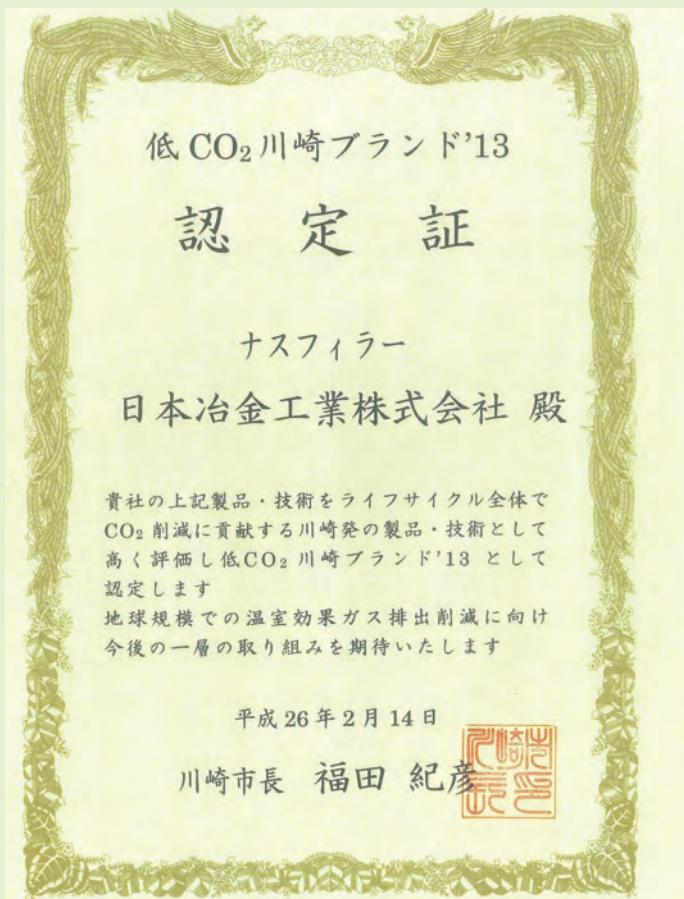 低CO₂川崎ブランド’13
認定証
ナスフィラー
日本冶金工業株式会社 殿
貴社の上記製品・技術をライフサイクル全体で
CO₂削減に貢献する川崎発の製品・技術として
高く評価し低CO₂川崎ブランド’13として
認定します
地球規模での温室効果ガス排出削減に向け
今後の一層の取り組みを期待いたします
平成26年2月14日
川崎市長 福田 紀彦